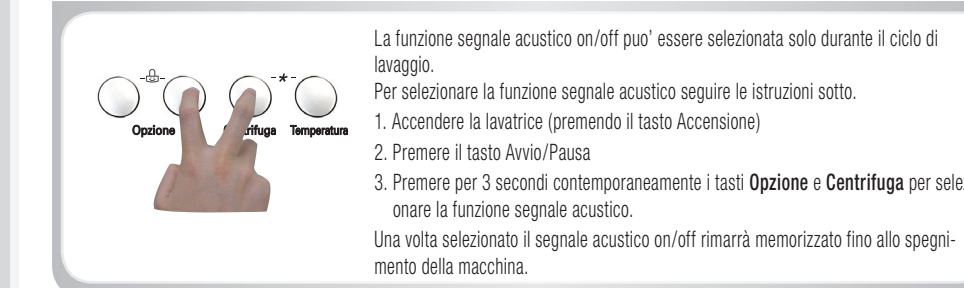 La funzione segnale acustico on/off puo' essere selezionata solo durante il ciclo di
lavaggio.
Per selezionare la funzione segnale acustico seguire le istruzioni sotto.
1. Accendere la lavatrice (premendo il tasto Accensione)
2. Premere il tasto Avvio/Pausa
3. Premere per 3 secondi contemporaneamente i tasti Opzione e Centrifuga per selez
onare la funzione segnale acustico.
Una volta selezionato il segnale acustico on/off rimarrà memorizzato fino allo spegni-
mento della macchina.
Opzione C trifuga Temperatura